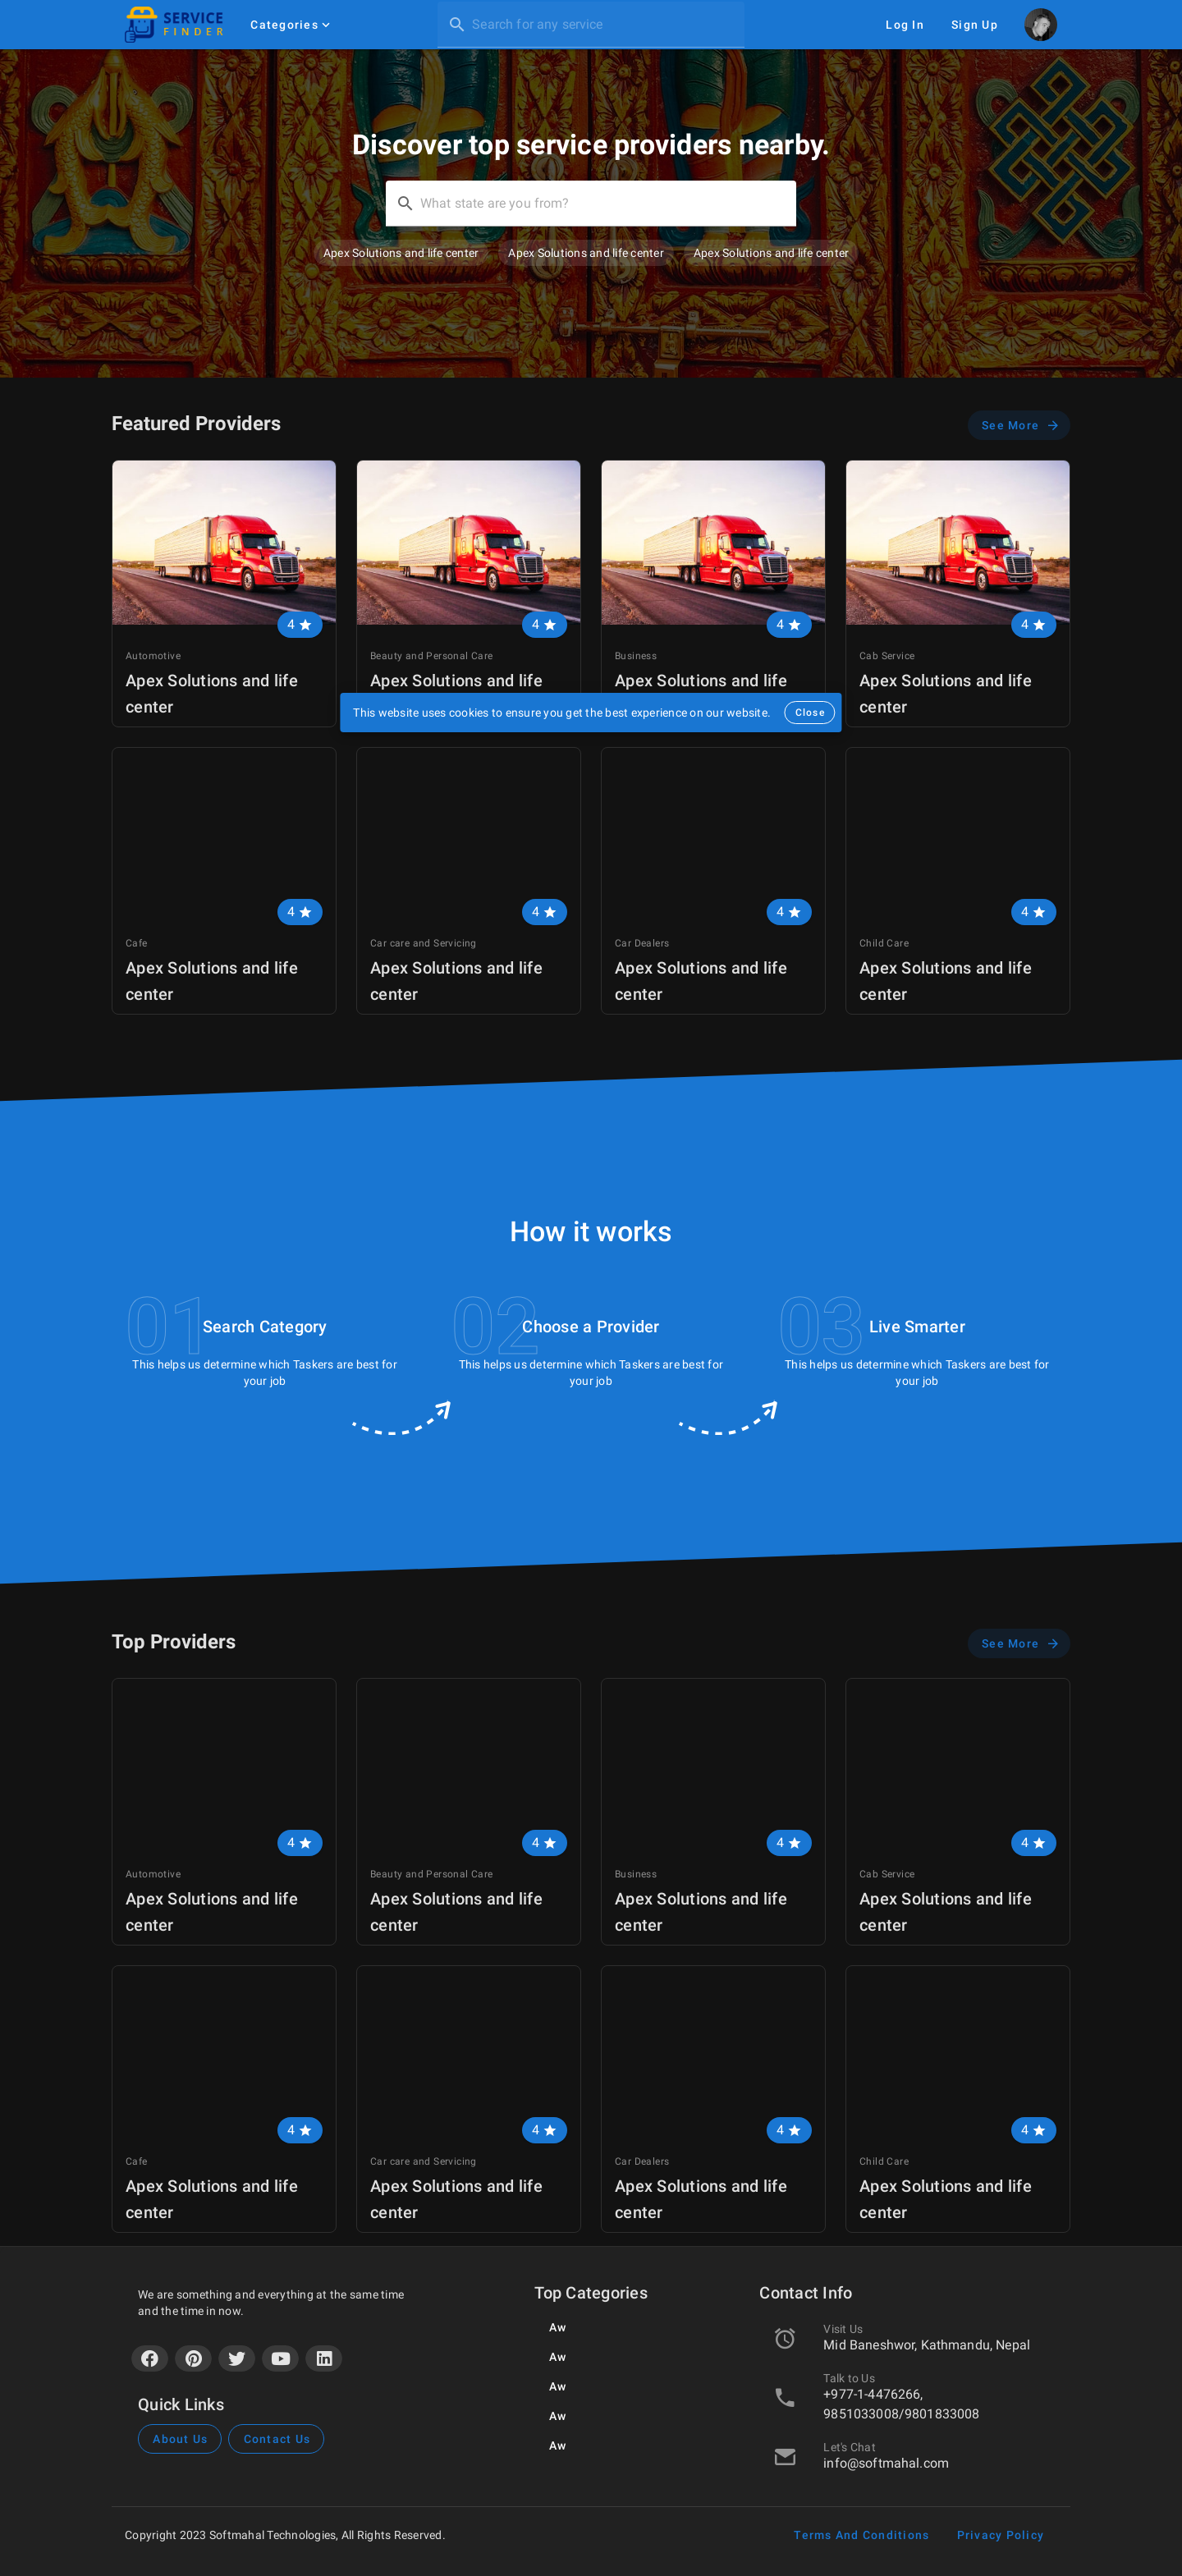 SERVICE
FINDER
Categories
Search for any service
Log In
Sign Up
Discover top service providers nearby.
What state are you from?
Apex Solutions and life center
Apex Solutions and life center
Apex Solutions and life center
Featured Providers
See More
4
4
4
4
Automotive
Beauty and Personal Care
Business
Cab Service
Apex Solutions and life
center
Apex Solutions and life
Apex Solutions and life
Apex Solutions and life
center
This website uses cookies to ensure you get the best experience on our website.
Close
4
4
4
4
Cafe
Apex Solutions and life
center
Car care and Servicing
Apex Solutions and life
center
Car Dealers
Apex Solutions and life
center
Child Care
Apex Solutions and life
center
How it works
01
Search Category
This helps us determine which Taskers are best for
your job
02
Choose a Provider
This helps us determine which Taskers are best for
your job
03
Live Smarter
This helps us determine which Taskers are best for
your job
Top Providers
See More
4
4
4
4
Automotive
Apex Solutions and life
center
Beauty and Personal Care
Apex Solutions and life
center
Business
Apex Solutions and life
center
Cab Service
Apex Solutions and life
center
4
4
4
4
Cafe
Apex Solutions and life
center
Car care and Servicing
Apex Solutions and life
center
Car Dealers
Apex Solutions and life
center
Child Care
Apex Solutions and life
center
We are something and everything at the same time
and the time in now.
Quick Links
About Us
Contact Us
Top Categories
Aw
Aw
Aw
Aw
Aw
Contact Info
Visit Us
Mid Baneshwor, Kathmandu, Nepal
Talk to Us
+977-1-4476266,
9851033008/9801833008
Let's Chat
info@softmahal.com
Copyright 2023 Softmahal Technologies, All Rights Reserved.
Terms And Conditions
Privacy Policy